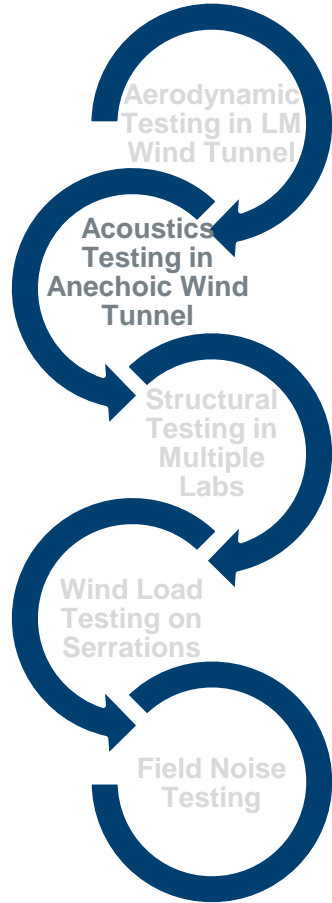 Aerodynamic
Testing in LM
Wind Tunnel
Acoustics
Testing in
Anechoic Wind
Tunnel
Structural
Testing in
Multiple
Labs
Wind Load
Testing on
Serrations
Field Noise
Testing